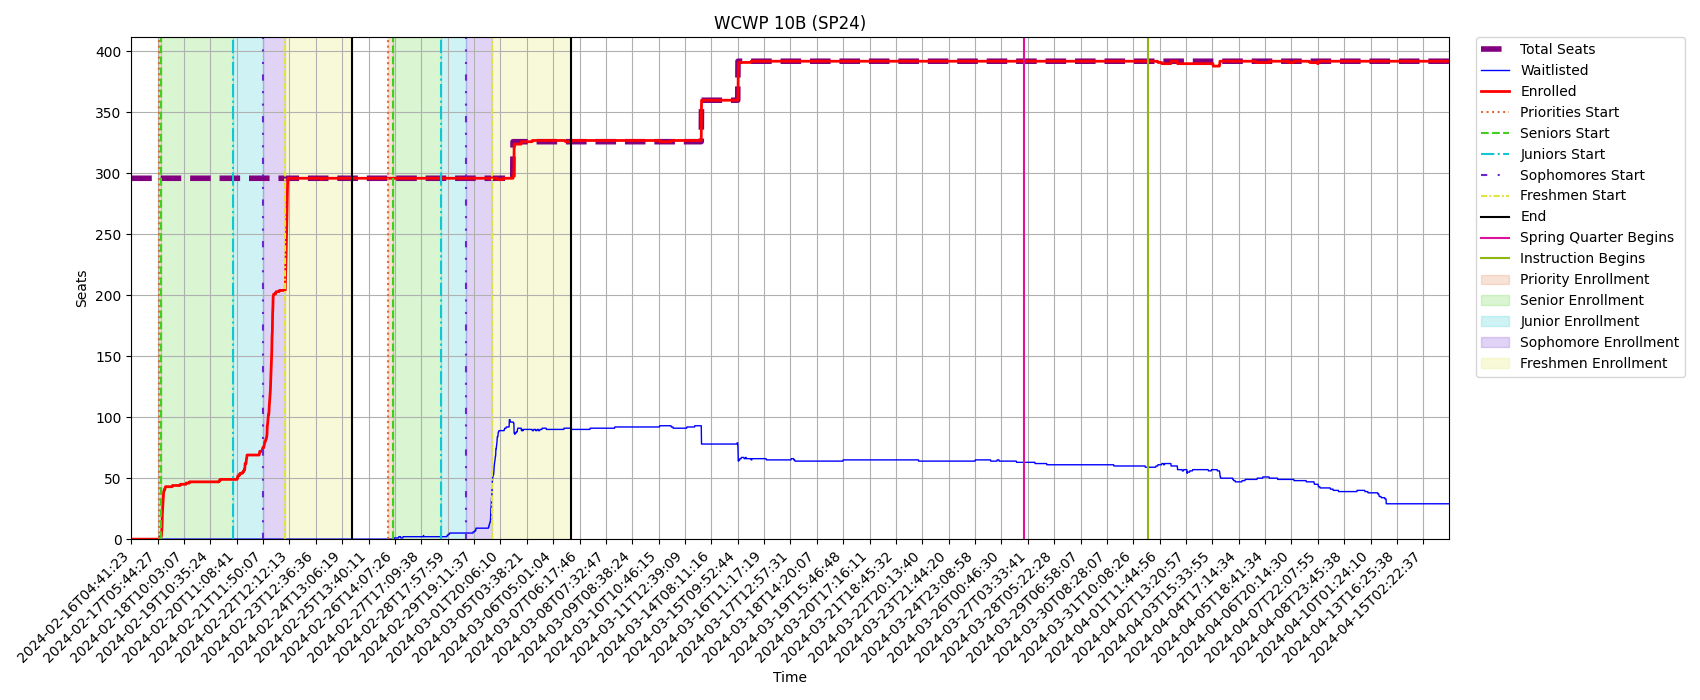 WCWP 10B (SP24)
Seats
400
350
300
250
200
150
100
50
0
2024-02-16T04:41:23
2024-02-17T05:44:27
2024-02-18T10:03:07
2024-02-19T10:35:24
2024-02-20T11:08:41
2024-02-21T11:50:07
2024-02-22T12:12:13
2024-02-23T12:36:36
2024-02-24T13:06:19
2024-02-25T13:40:11
2024-02-26T14:07:26
2024-02-27T17:09:38
2024-02-28T17:57:59
2024-02-29T19:11:37
2024-03-01T20:06:10
2024-03-05T03:38:21
2024-03-06T05:01:04
2024-03-07T06:17:46
2024-03-08T07:32:47
2024-03-09T08:38:24
2024-03-10T10:46:15
2024-03-11T12:39:09
2024-03-14T08:11:16
2024-03-15T09:52:44
2024-03-16T11:17:19
2024-03-17T12:57:31
2024-03-18T14:20:07
2024-03-19T15:46:48
2024-03-20T17:16:11
2024-03-21T18:45:32
2024-03-22T20:13:40
2024-03-23T21:44:20
2024-03-24T23:08:58
2024-03-26T00:46:30
2024-03-27T03:33:41
2024-03-28T05:22:28
2024-03-29T06:58:07
2024-03-30T08:28:07
2024-03-31T10:08:26
2024-04-01T11:44:56
2024-04-02T13:20:57
2024-04-03T15:33:55
2024-04-04T17:14:34
2024-04-05T18:41:34
2024-04-06T20:14:30
2024-04-07T22:07:55
2024-04-08T23:45:38
2024-04-10T01:24:10
2024-04-13T16:25:38
2024-04-15T02:22:37
Time
Total Seats
Waitlisted
Enrolled
Priorities Start
Seniors Start
Juniors Start
Sophomores Start
Freshmen Start
End
Spring Quarter Begins
Instruction Begins
Priority Enrollment
Senior Enrollment
Junior Enrollment
Sophomore Enrollment
Freshmen Enrollment